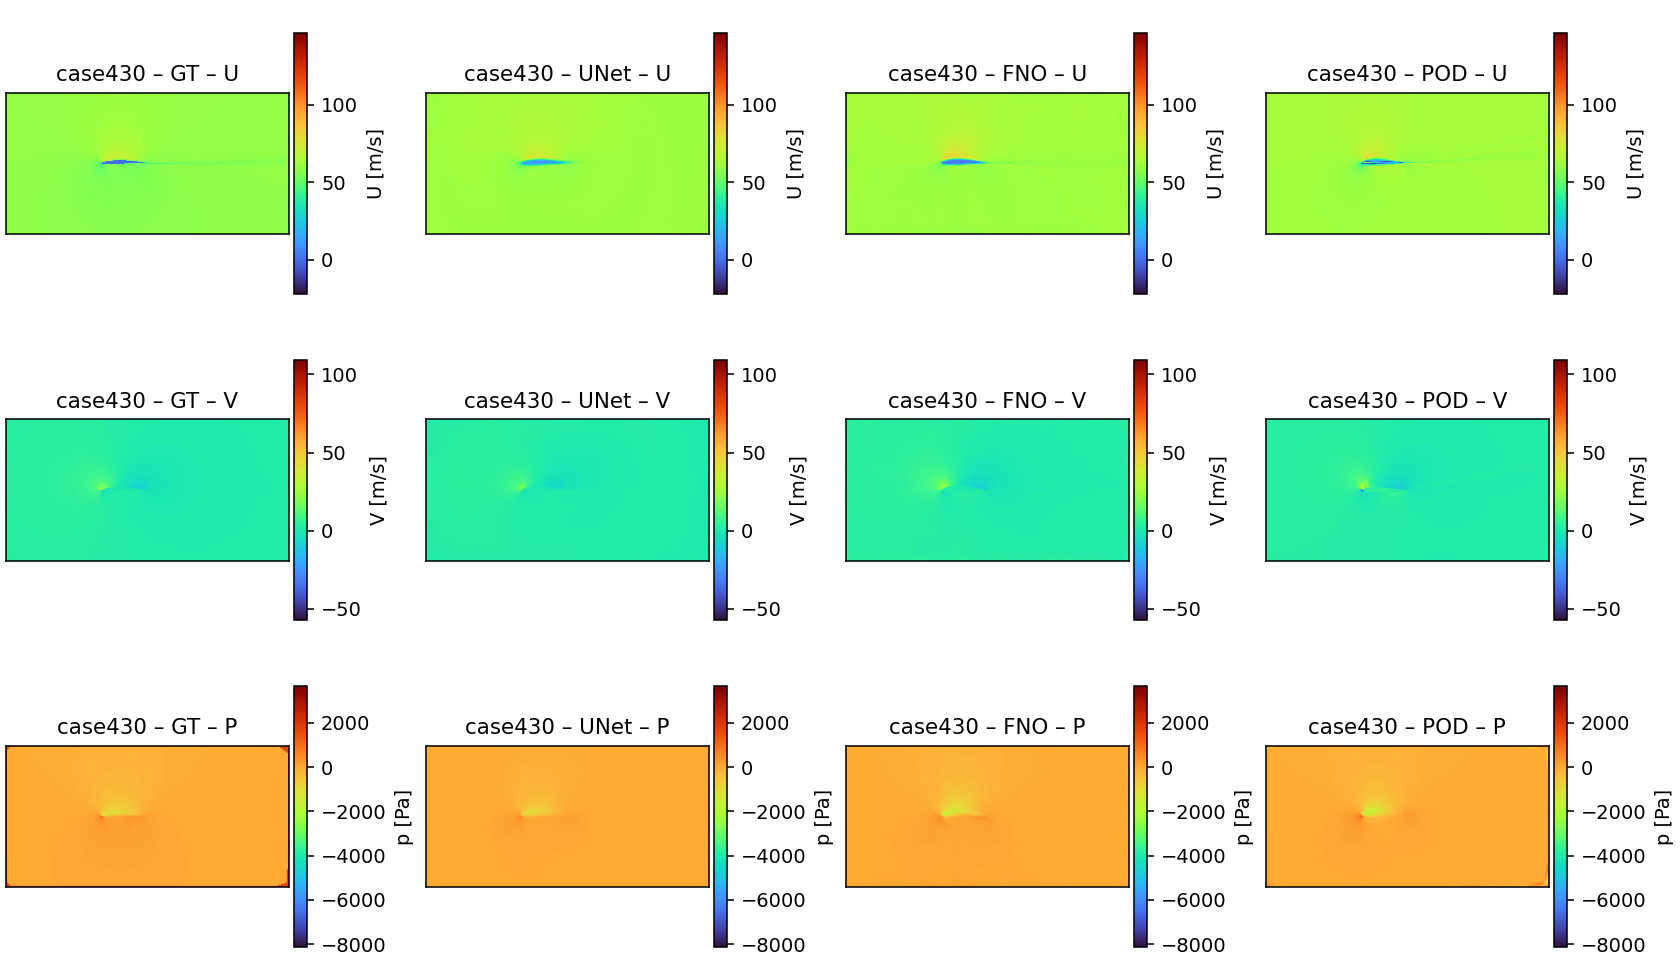 case430 – GT – U
100
50
0
U [m/s]
case430 – UNet – U
100
50
0
U [m/s]
case430 – FNO – U
100
50
0
U [m/s]
case430 – POD – U
100
50
0
U [m/s]
case430 – GT – V
100
50
0
−50
V [m/s]
case430 – UNet – V
100
50
0
−50
V [m/s]
case430 – FNO – V
100
50
0
−50
V [m/s]
case430 – POD – V
100
50
0
−50
V [m/s]
case430 – GT – P
2000
0
−2000
−4000
−6000
−8000
p [Pa]
case430 – UNet – P
2000
0
−2000
−4000
−6000
−8000
p [Pa]
case430 – FNO – P
2000
0
−2000
−4000
−6000
−8000
p [Pa]
case430 – POD – P
2000
0
−2000
−4000
−6000
−8000
p [Pa]